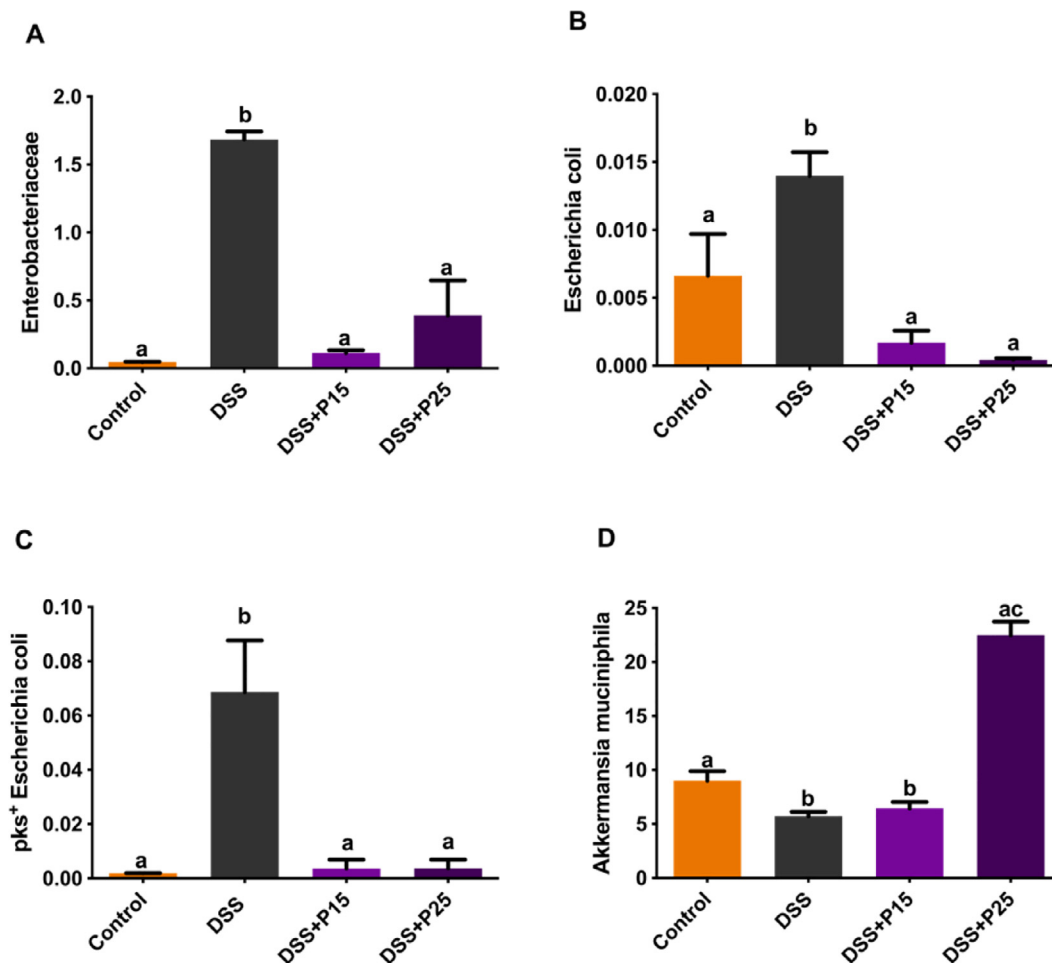 A
Enterobacteriaceae
2.0
1.5
1.0
0.5
0.0
a
b
a
a
Control
DSS
DSS+P15
DSS+P25
B
Escherichia coli
0.020
0.015
0.010
0.005
0.000
a
b
a
a
Control
DSS
DSS+P15
DSS+P25
C
pks⁺ Escherichia coli
0.10
0.08
0.06
0.04
0.02
0.00
a
b
a
a
Control
DSS
DSS+P15
DSS+P25
D
Akkermansia muciniphila
25
20
15
10
5
0
a
b
b
ac
Control
DSS
DSS+P15
DSS+P25